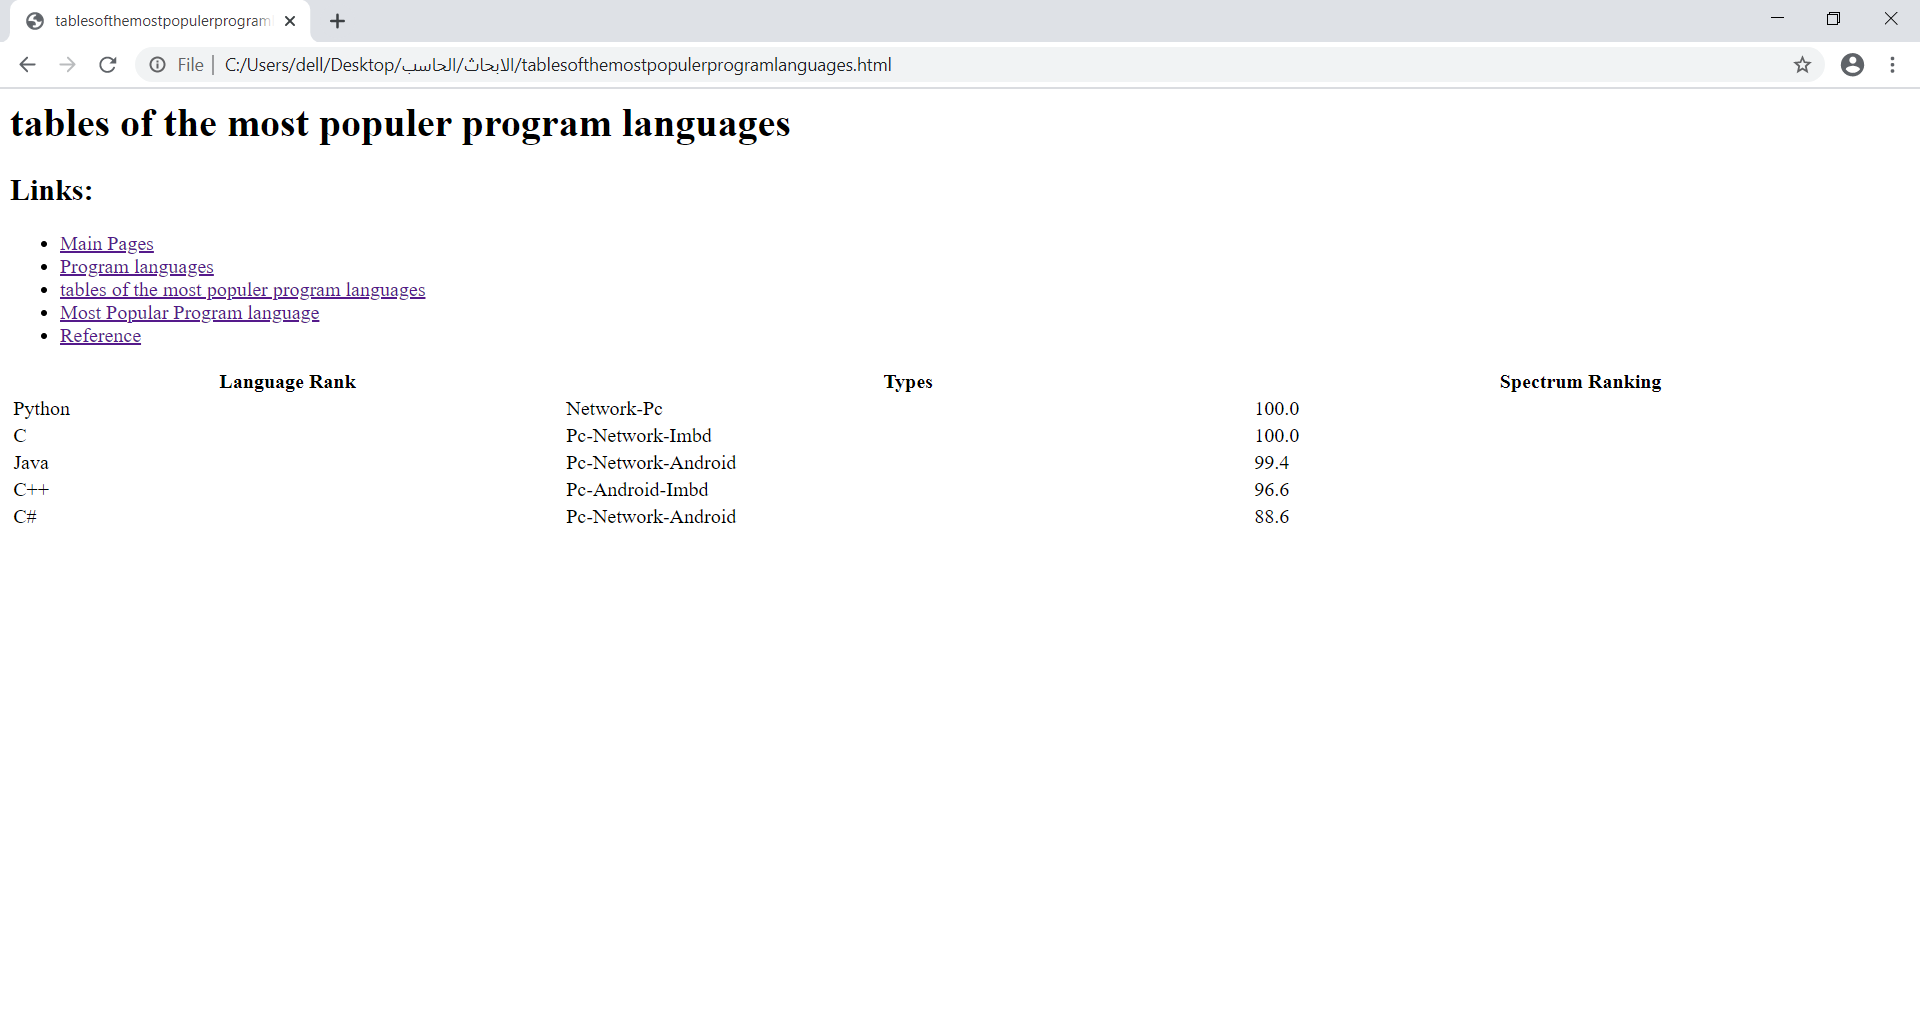 tablesofthemostpopulerprogram
File | C:/Users/dell/Desktop/الابحاث/الحاسب/tablesofthemostpopulerprogramlanguages.html
tables of the most populer program languages
Links:
Main Pages
Program languages
tables of the most populer program languages
Most Popular Program language
Reference
Language Rank Types Spectrum Ranking
Python Network-Pc 100.0
C Pc-Network-Imbd 100.0
Java Pc-Network-Android 99.4
C++ Pc-Android-Imbd 96.6
C# Pc-Network-Android 88.6